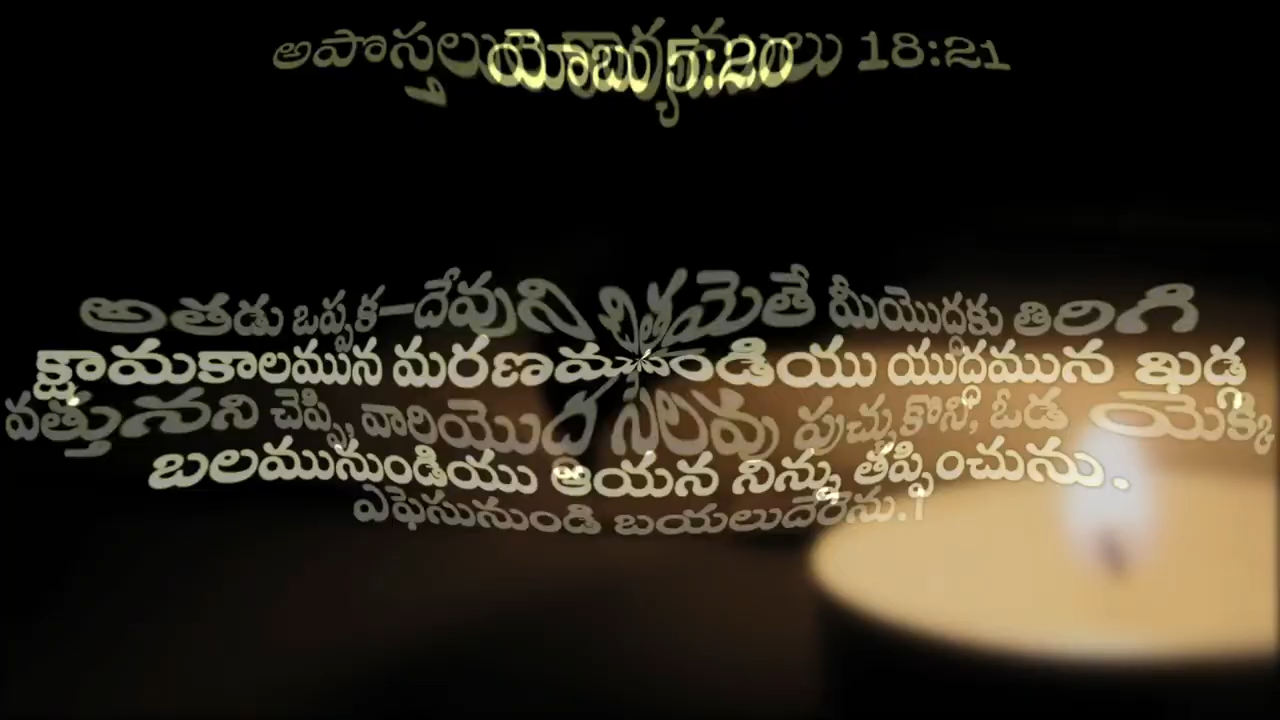 అపొస్తలుల కార్యములు 18:21
యోబు 5:20
అతడు ఒప్పక–దేవుని చిత్తమైతే మీయొద్దకు తిరిగి
క్షామకాలమున మరణమునుండియు యుద్ధమున ఖడ్గ
వత్తునని చెప్పి, వారియొద్ద సెలవు పుచ్చుకొని, ఓడ యెక్కి
బలమునుండియు ఆయన నిన్ను తప్పించును.
ఎఫెసునుండి బయలుదేరెను.